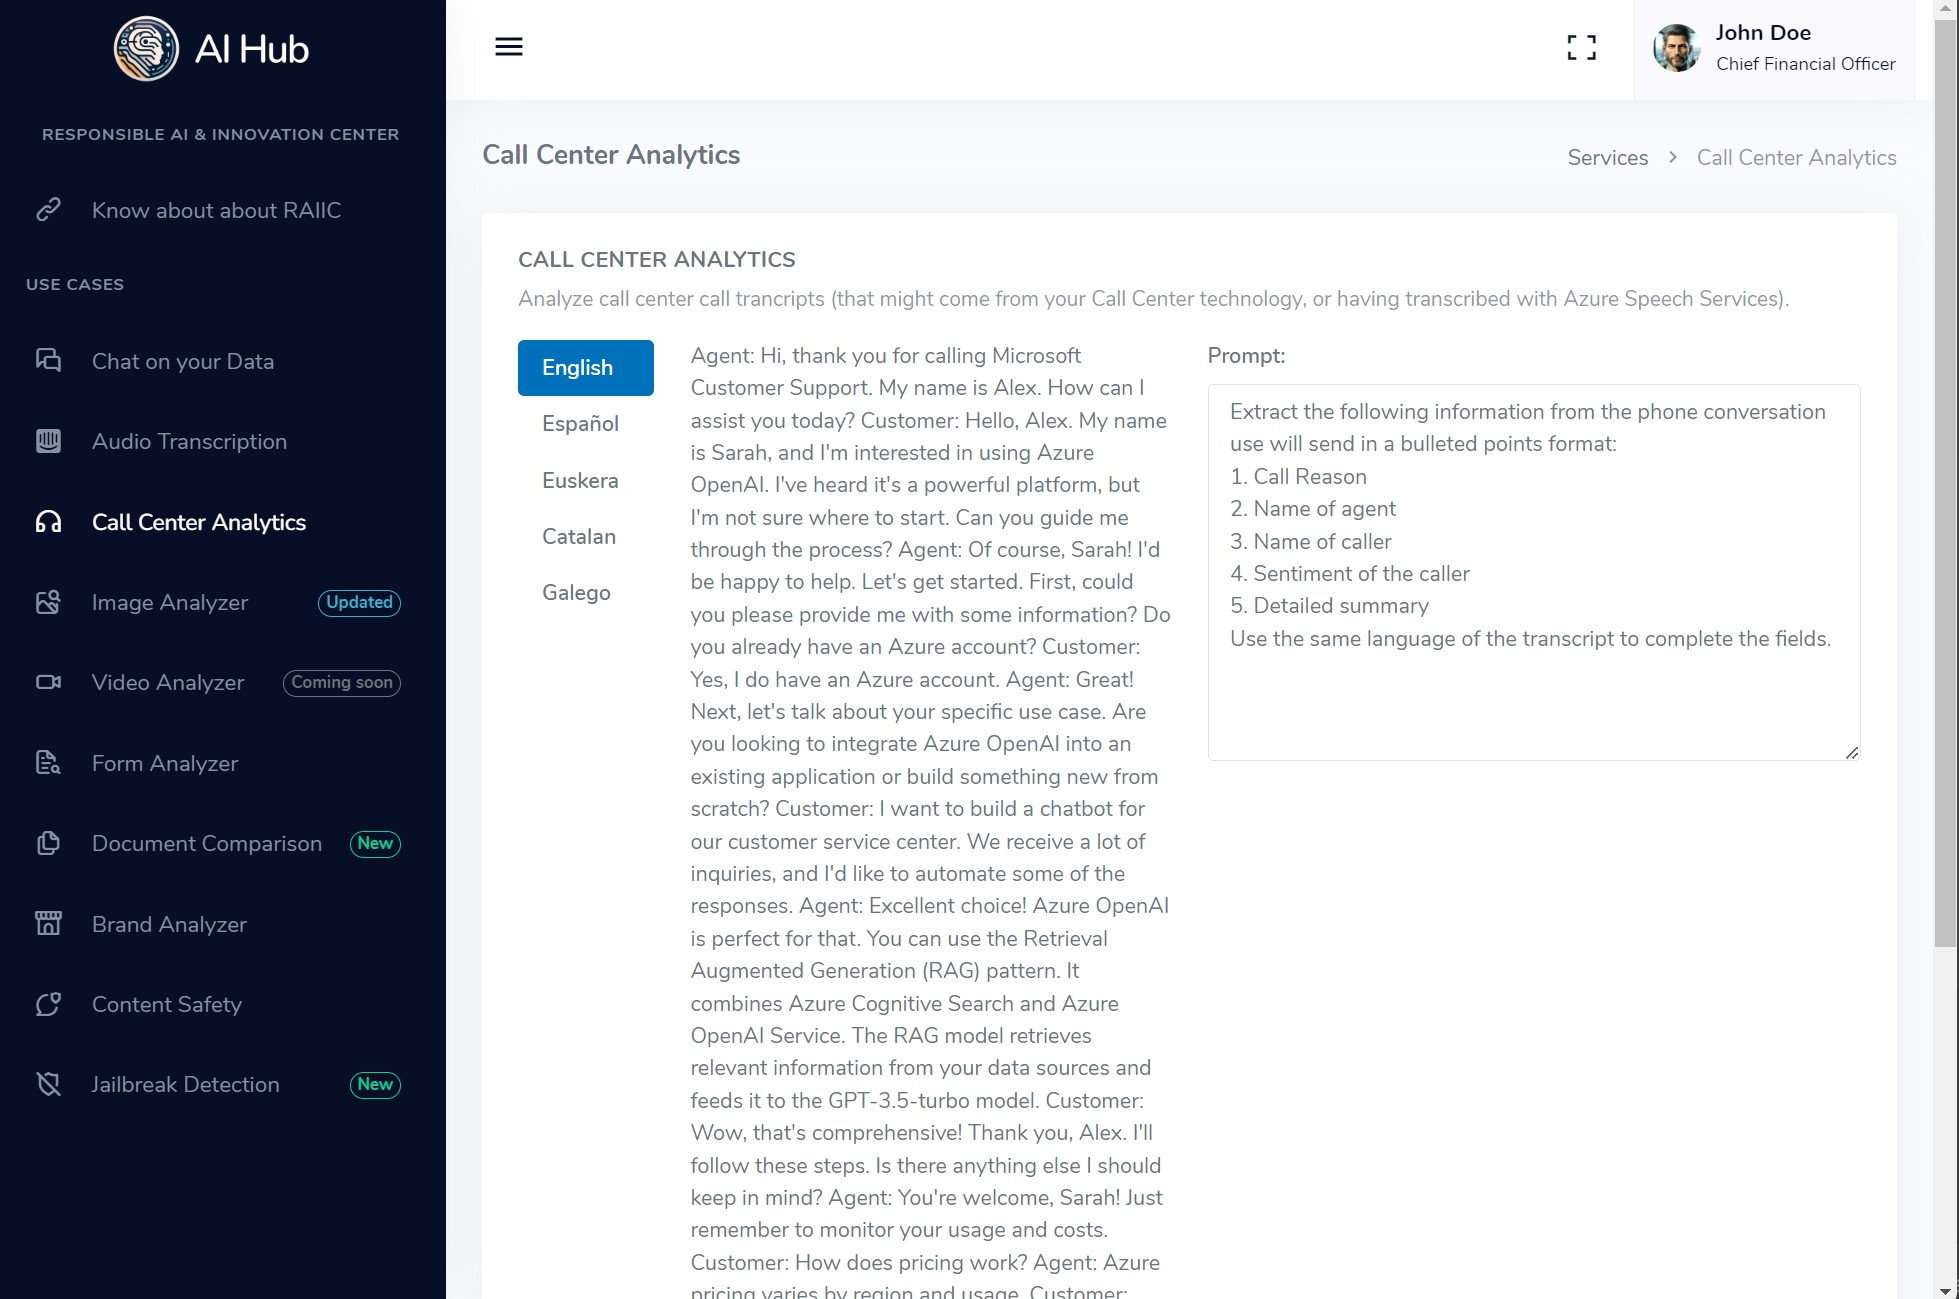 AI Hub
RESPONSIBLE AI & INNOVATION CENTER
Know about about RAIIC
USE CASES
Chat on your Data
Audio Transcription
Call Center Analytics
Image Analyzer Updated
Video Analyzer Coming soon
Form Analyzer
Document Comparison New
Brand Analyzer
Content Safety
Jailbreak Detection New
John Doe
Chief Financial Officer
Call Center Analytics
Services > Call Center Analytics
CALL CENTER ANALYTICS
Analyze call center call trancripts (that might come from your Call Center technology, or having transcribed with Azure Speech Services).
English
Español
Euskera
Catalan
Galego
Agent: Hi, thank you for calling Microsoft
Customer Support. My name is Alex. How can I
assist you today? Customer: Hello, Alex. My name
is Sarah, and I'm interested in using Azure
OpenAI. I've heard it's a powerful platform, but
I'm not sure where to start. Can you guide me
through the process? Agent: Of course, Sarah! I'd
be happy to help. Let's get started. First, could
you please provide me with some information? Do
you already have an Azure account? Customer:
Yes, I do have an Azure account. Agent: Great!
Next, let's talk about your specific use case. Are
you looking to integrate Azure OpenAI into an
existing application or build something new from
scratch? Customer: I want to build a chatbot for
our customer service center. We receive a lot of
inquiries, and I'd like to automate some of the
responses. Agent: Excellent choice! Azure OpenAI
is perfect for that. You can use the Retrieval
Augmented Generation (RAG) pattern. It
combines Azure Cognitive Search and Azure
OpenAI Service. The RAG model retrieves
relevant information from your data sources and
feeds it to the GPT-3.5-turbo model. Customer:
Wow, that's comprehensive! Thank you, Alex. I'll
follow these steps. Is there anything else I should
keep in mind? Agent: You're welcome, Sarah! Just
remember to monitor your usage and costs.
Customer: How does pricing work? Agent: Azure
pricing varies by region and usage. Customer:
Prompt:
Extract the following information from the phone conversation
use will send in a bulleted points format:
1. Call Reason
2. Name of agent
3. Name of caller
4. Sentiment of the caller
5. Detailed summary
Use the same language of the transcript to complete the fields.